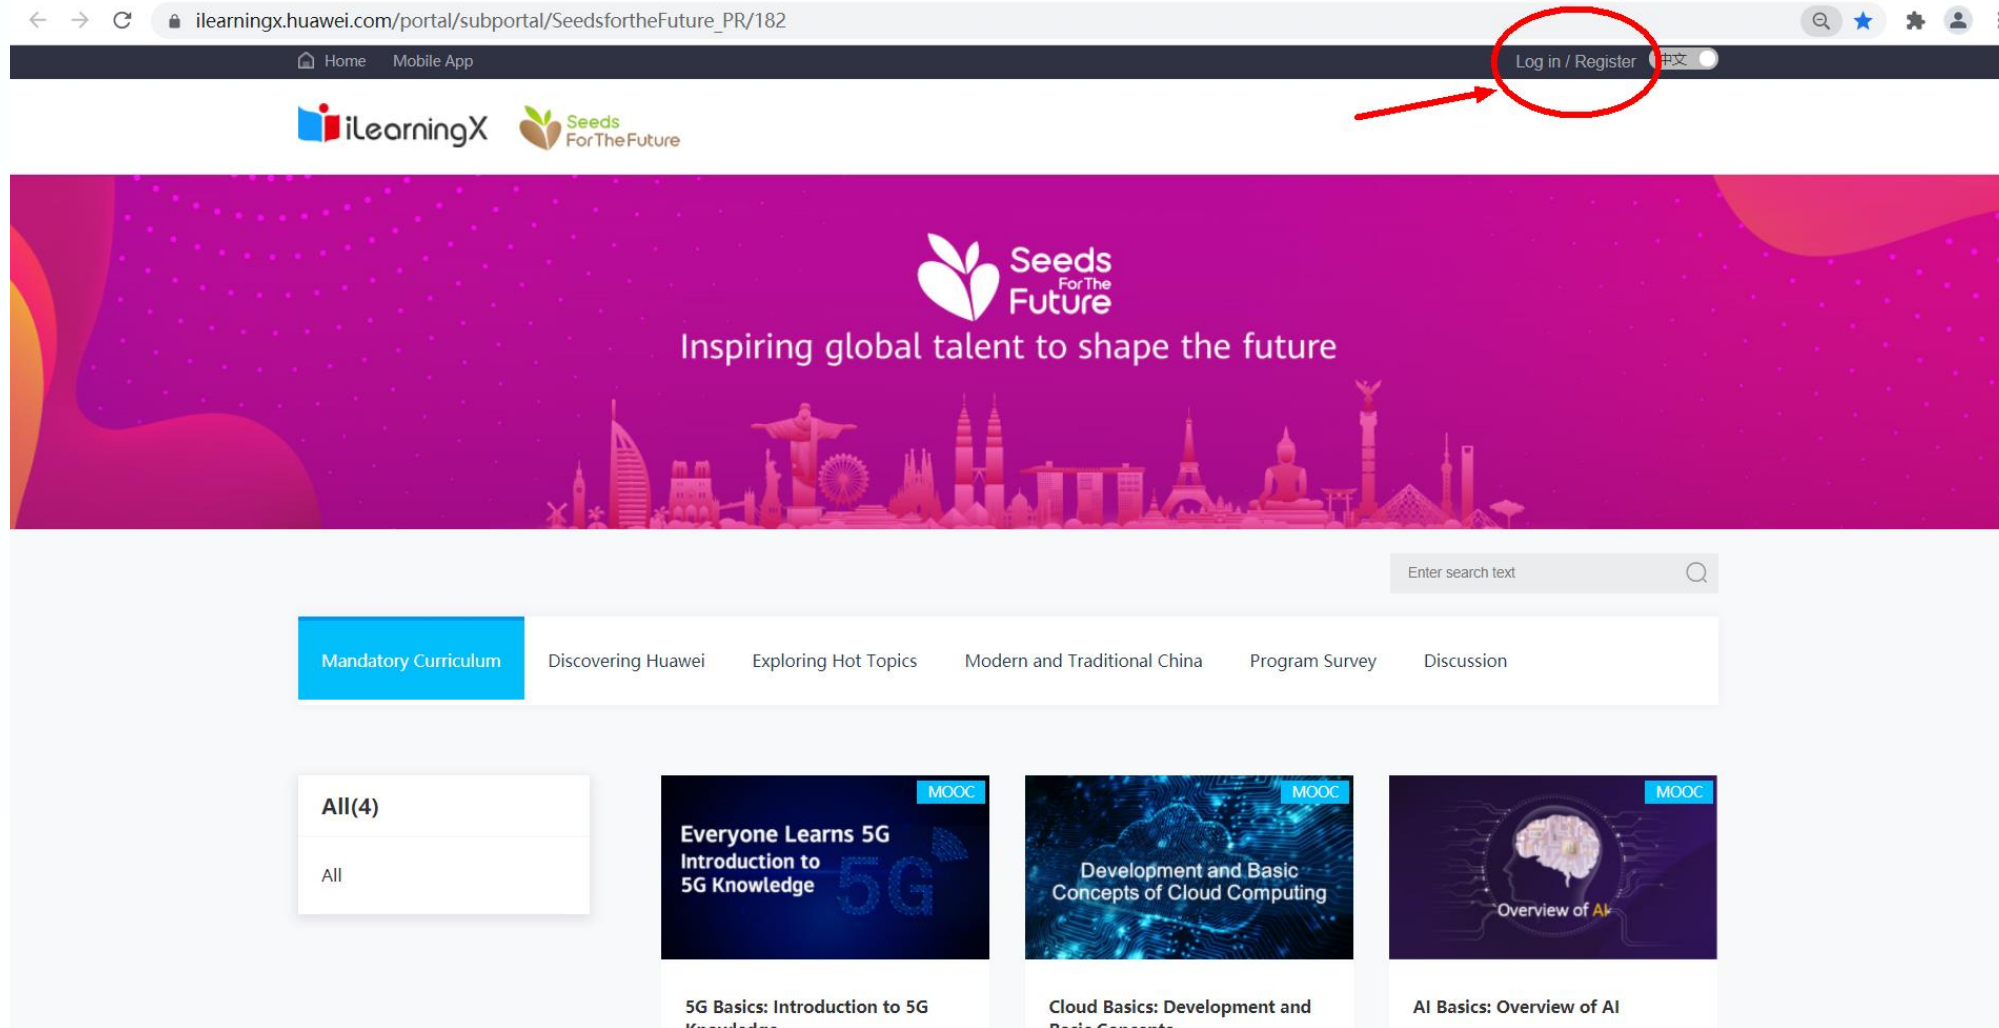 ilearningx.huawei.com/portal/subportal/SeedsfortheFuture_PR/182
Home Mobile App Log in / Register 中文
iLearningX Seeds
ForTheFuture
Seeds
ForThe
Future
Inspiring global talent to shape the future
Enter search text
Mandatory Curriculum Discovering Huawei Exploring Hot Topics Modern and Traditional China Program Survey Discussion
All(4)
All
MOOC
Everyone Learns 5G
Introduction to
5G Knowledge
5G
5G Basics: Introduction to 5G
Knowledge
MOOC
Development and Basic
Concepts of Cloud Computing
Cloud Basics: Development and
Basic Concepts
MOOC
Overview of AI
AI Basics: Overview of AI